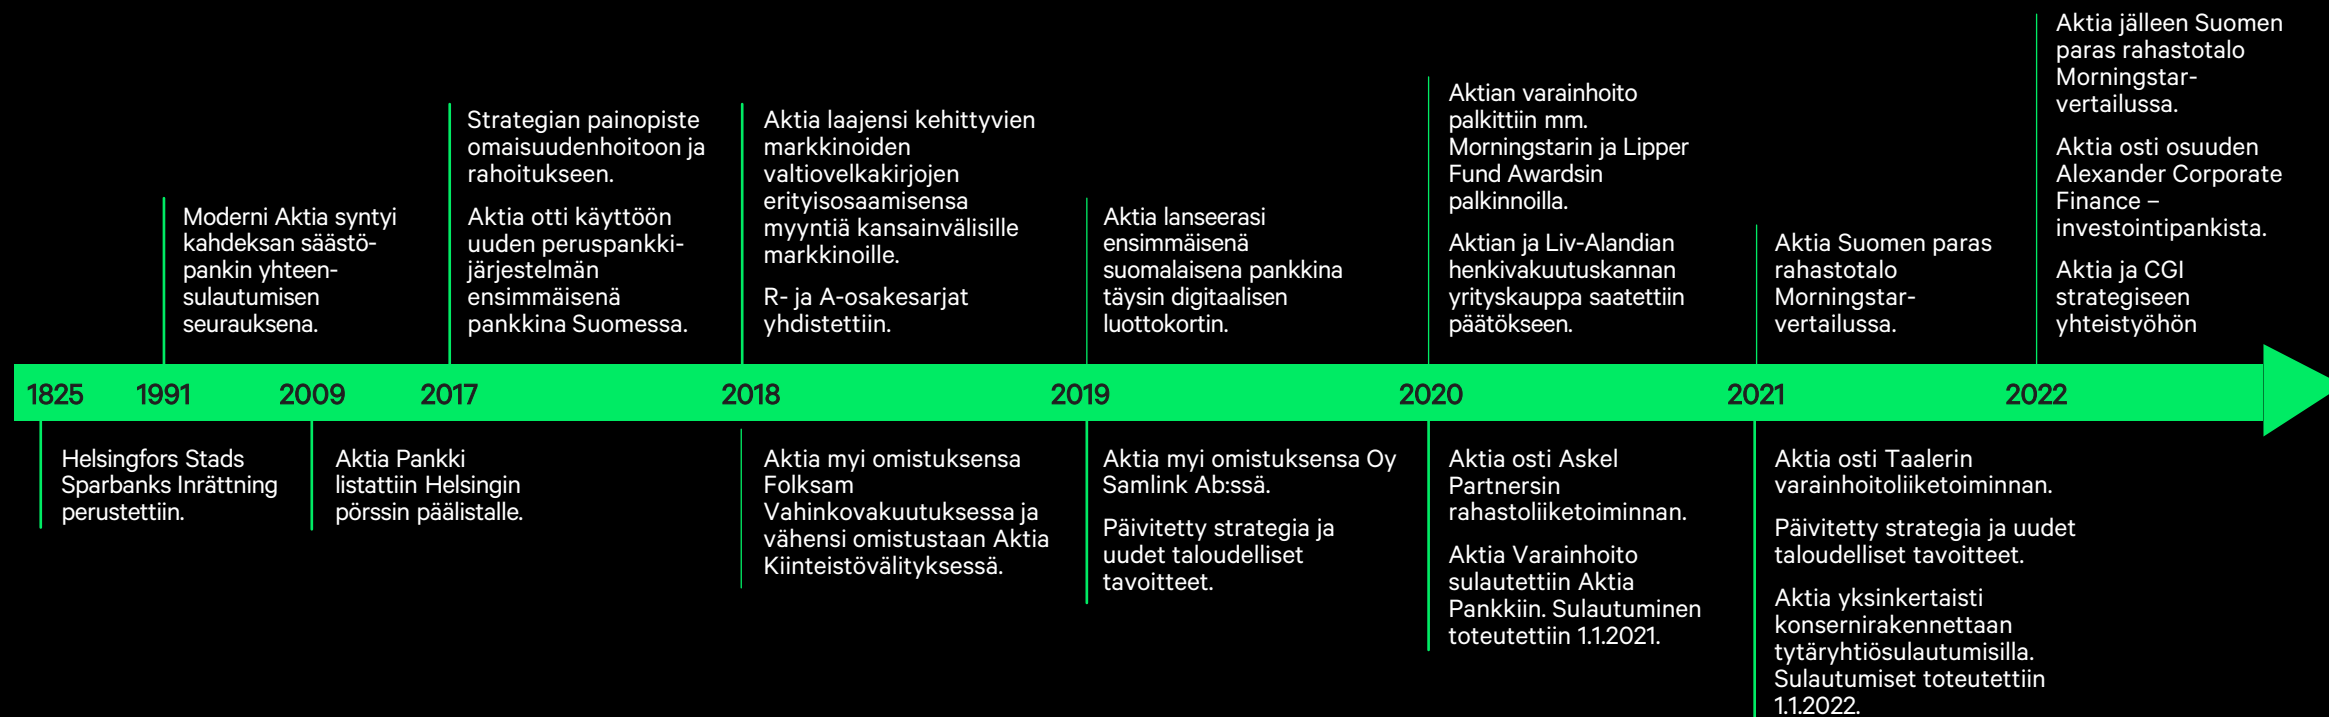 Moderni Aktia syntyi
kahdeksan säästö-
pankin yhteen-
sulautumisen
seurauksena.
Strategian painopiste
omaisuudenhoitoon ja
rahoitukseen.
Aktia otti käyttöön
uuden peruspankki-
järjestelmän
ensimmäisenä
pankkina Suomessa.
Aktia laajensi kehittyvien
markkinoiden
valtiovelkakirjojen
erityisosaamisensa
myyntiä kansainvälisille
markkinoille.
R- ja A-osakesarjat
yhdistettiin.
Aktia lanseerasi
ensimmäisenä
suomalaisena pankkina
täysin digitaalisen
luottokortin.
Aktian varainhoito
palkittiin mm.
Morningstarin ja Lipper
Fund Awardsin
palkinnoilla.
Aktian ja Liv-Alandian
henkivakuutuskannan
yrityskauppa saatettiin
päätökseen.
Aktia Suomen paras
rahastotalo
Morningstar-
vertailussa.
Aktia jälleen Suomen
paras rahastotalo
Morningstar-
vertailussa.
Aktia osti osuuden
Alexander Corporate
Finance –
investointipankista.
Aktia ja CGI
strategiseen
yhteistyöhön
1825 1991 2009 2017 2018 2019 2020 2021 2022
Helsingfors Stads
Sparbanks Inrättning
perustettiin.
Aktia Pankki
listattiin Helsingin
pörssin päälistalle.
Aktia myi omistuksensa
Folksam
Vahinkovakuutuksessa ja
vähensi omistustaan Aktia
Kiinteistövälityksessä.
Aktia myi omistuksensa Oy
Samlink Ab:ssä.
Päivitetty strategia ja
uudet taloudelliset
tavoitteet.
Aktia osti Askel
Partnersin
rahastoliiketoiminnan.
Aktia Varainhoito
sulautettiin Aktia
Pankkiin. Sulautuminen
toteutettiin 1.1.2021.
Aktia osti Taalerin
varainhoitoliiketoiminnan.
Päivitetty strategia ja uudet
taloudelliset tavoitteet.
Aktia yksinkertaisti
konsernirakennettaan
tytäryhtiösulautumisilla.
Sulautumiset toteutettiin
1.1.2022.